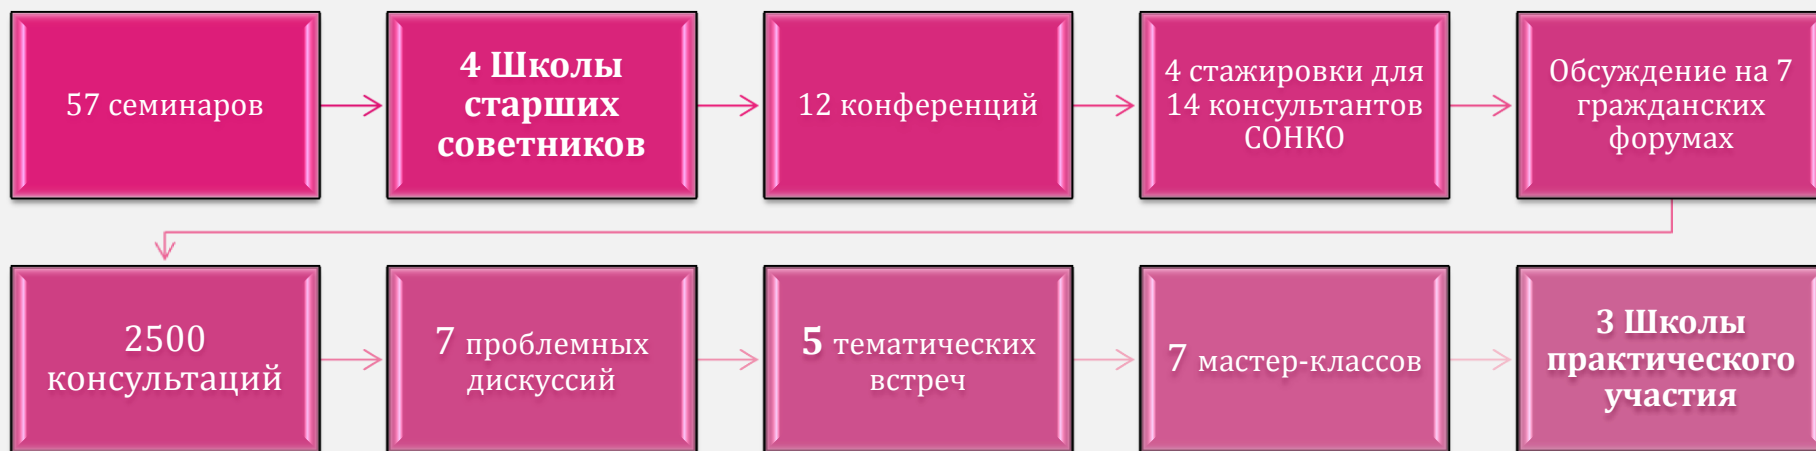 57 семинаров
4 Школы
старших
советников
12 конференций
4 стажировки для
14 консультантов
СОНКО
Обсуждение на 7
гражданских
форумах
2500
консультаций
7 проблемных
дискуссий
5 тематических
встреч
7 мастер-классов
3 Школы
практического
участия